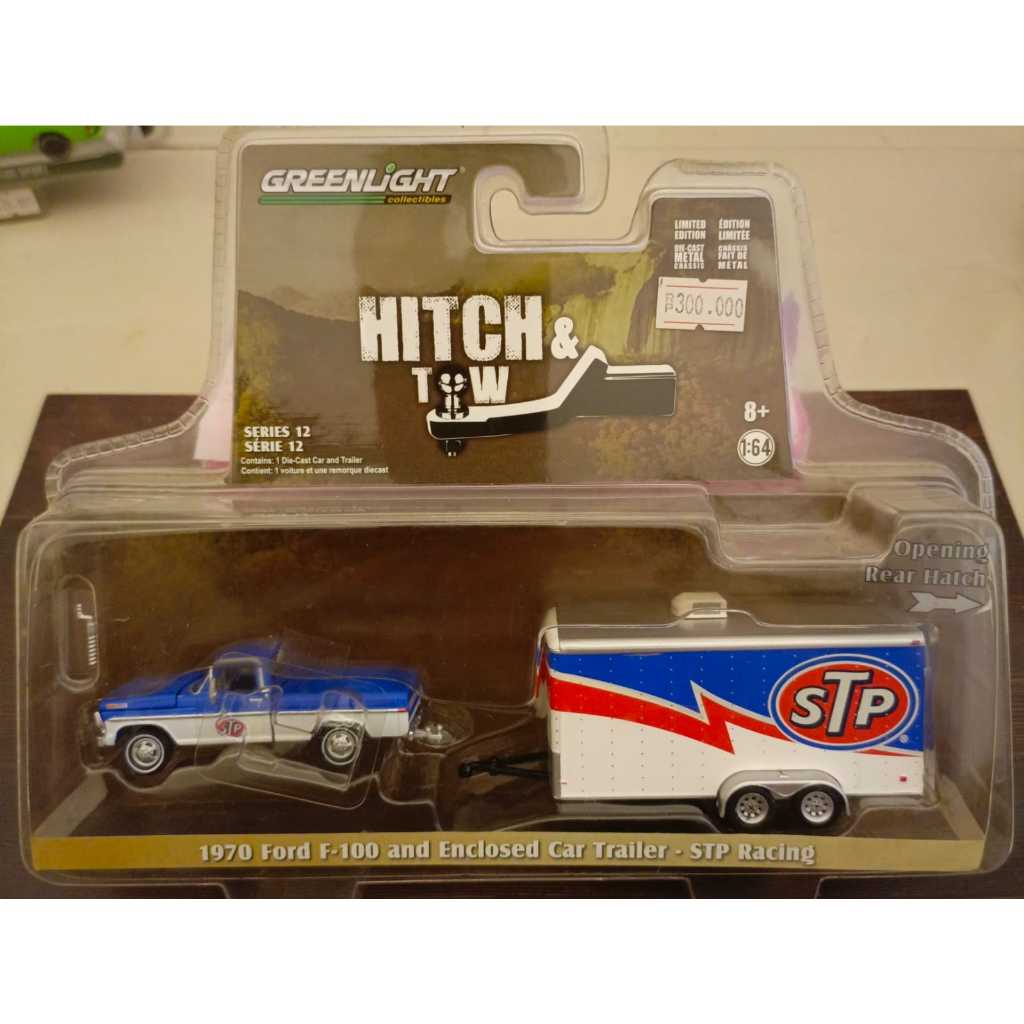 GREENLIGHT
collectibles
LIMITED EDITION
ÉDITION LIMITÉE
DIE-CAST METAL CHASSIS
CHÂSSIS FAIT DE METAL
RP300.000
HITCH &
TOW
8+
1:64
SERIES 12
SÉRIE 12
Contains: 1 Die-Cast Car and Trailer
Contient: 1 voiture et une remorque diecast
Opening
Rear Hatch
STP
STP®
1970 Ford F-100 and Enclosed Car Trailer - STP Racing